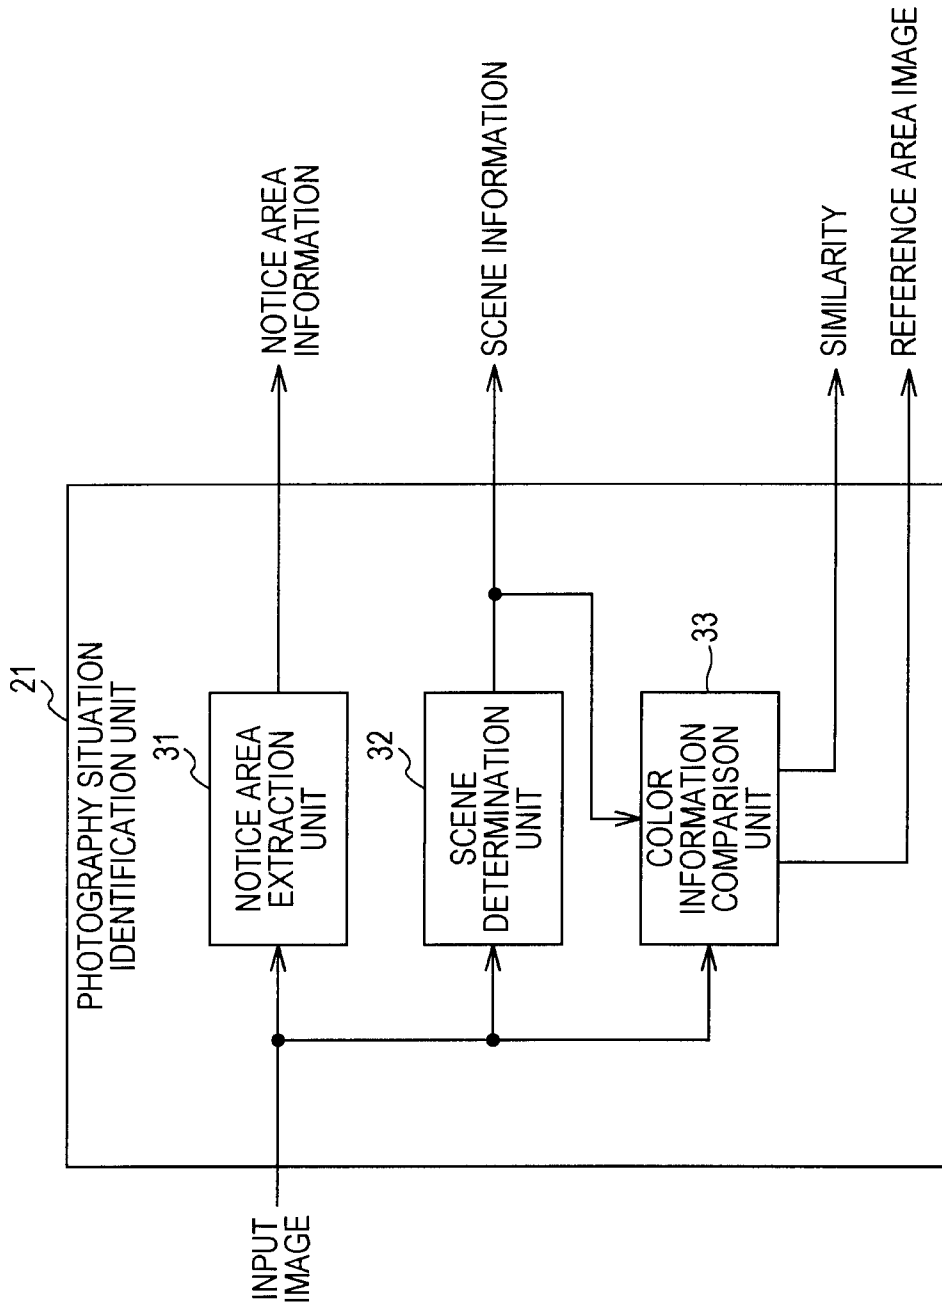 21
PHOTOGRAPHY SITUATION
IDENTIFICATION UNIT
INPUT
IMAGE
31
NOTICE AREA
EXTRACTION
UNIT
NOTICE AREA
INFORMATION
32
SCENE
DETERMINATION
UNIT
SCENE INFORMATION
33
COLOR
INFORMATION
COMPARISON
UNIT
SIMILARITY
REFERENCE AREA IMAGE